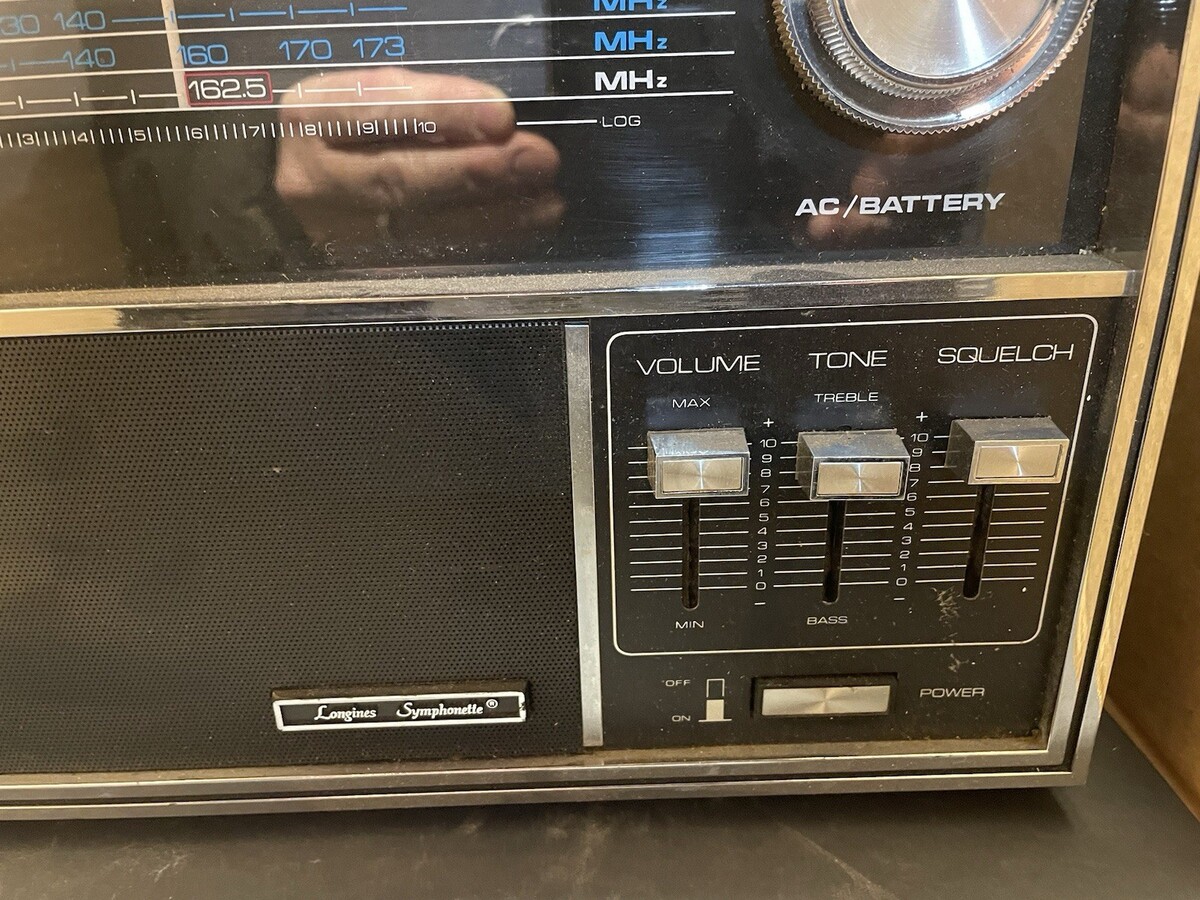 130 140 MHz
140 160 170 173 MHz
162.5 MHz
3 4 5 6 7 8 9 10 LOG
AC/BATTERY
VOLUME TONE SQUELCH
MAX TREBLE
+ +
10 10
9 9
8 8
7 7
6 6
5 5
4 4
3 3
2 2
1 1
0 0
– –
MIN BASS
OFF
ON
POWER
Longines Symphonette®